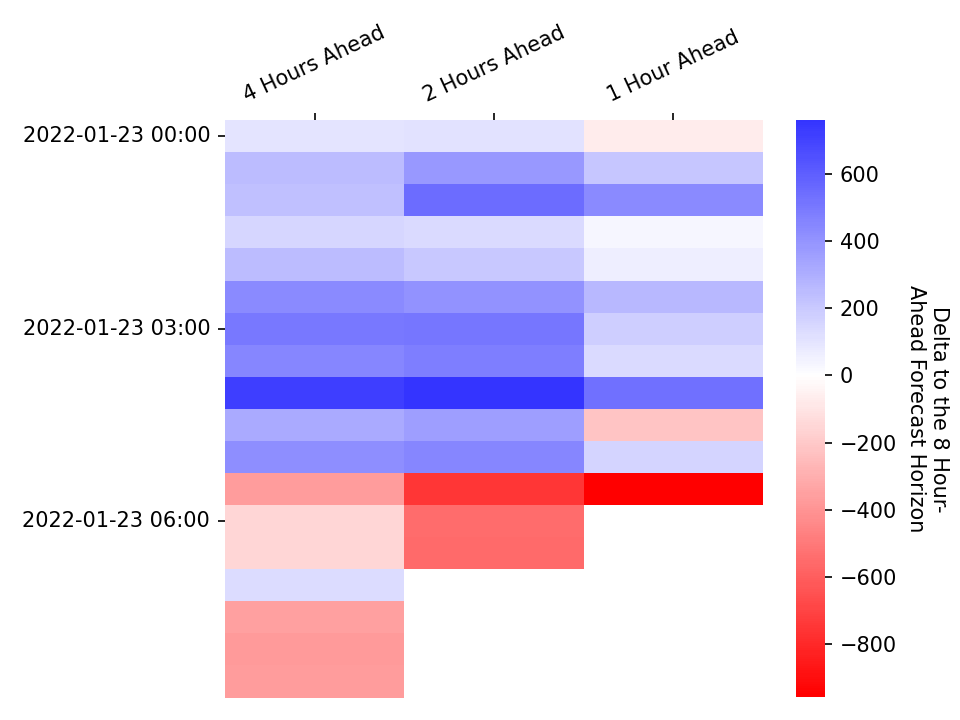 4 Hours Ahead
2 Hours Ahead
1 Hour Ahead
2022-01-23 00:00
2022-01-23 03:00
2022-01-23 06:00
600
400
200
0
−200
−400
−600
−800
Delta to the 8 Hour-
Ahead Forecast Horizon